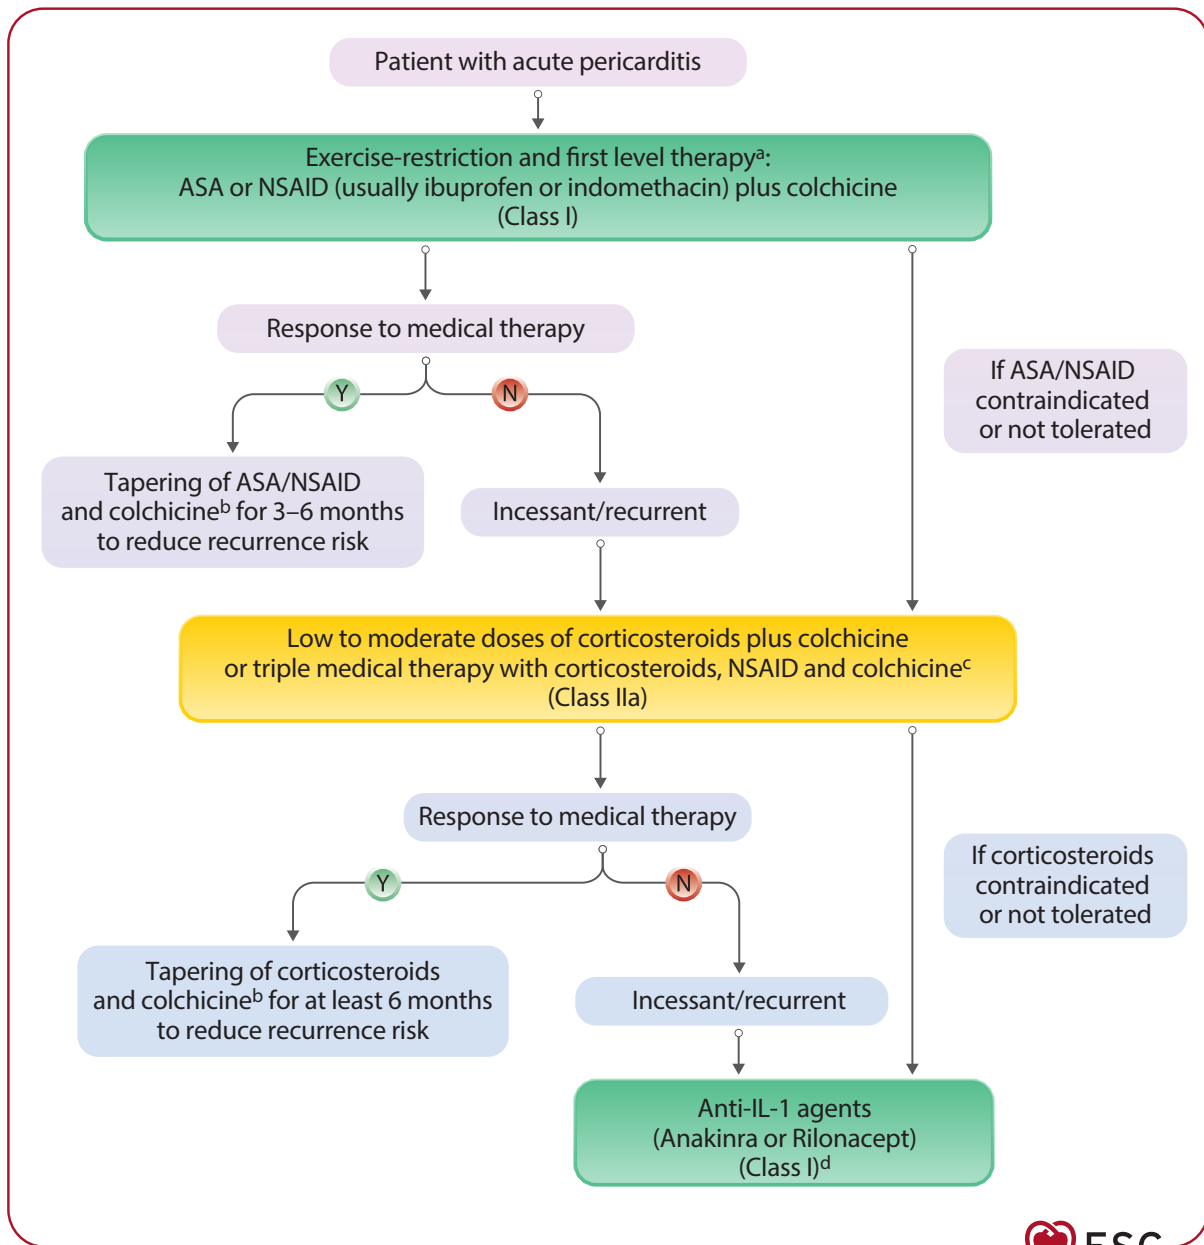 Patient with acute pericarditis
Exercise-restriction and first level therapyᵃ:
ASA or NSAID (usually ibuprofen or indomethacin) plus colchicine
(Class I)
Response to medical therapy
Y
N
If ASA/NSAID
contraindicated
or not tolerated
Tapering of ASA/NSAID
and colchicineᵇ for 3–6 months
to reduce recurrence risk
Incessant/recurrent
Low to moderate doses of corticosteroids plus colchicine
or triple medical therapy with corticosteroids, NSAID and colchicineᶜ
(Class IIa)
Response to medical therapy
Y
N
If corticosteroids
contraindicated
or not tolerated
Tapering of corticosteroids
and colchicineᵇ for at least 6 months
to reduce recurrence risk
Incessant/recurrent
Anti-IL-1 agents
(Anakinra or Rilonacept)
(Class I)ᵈ
ESC